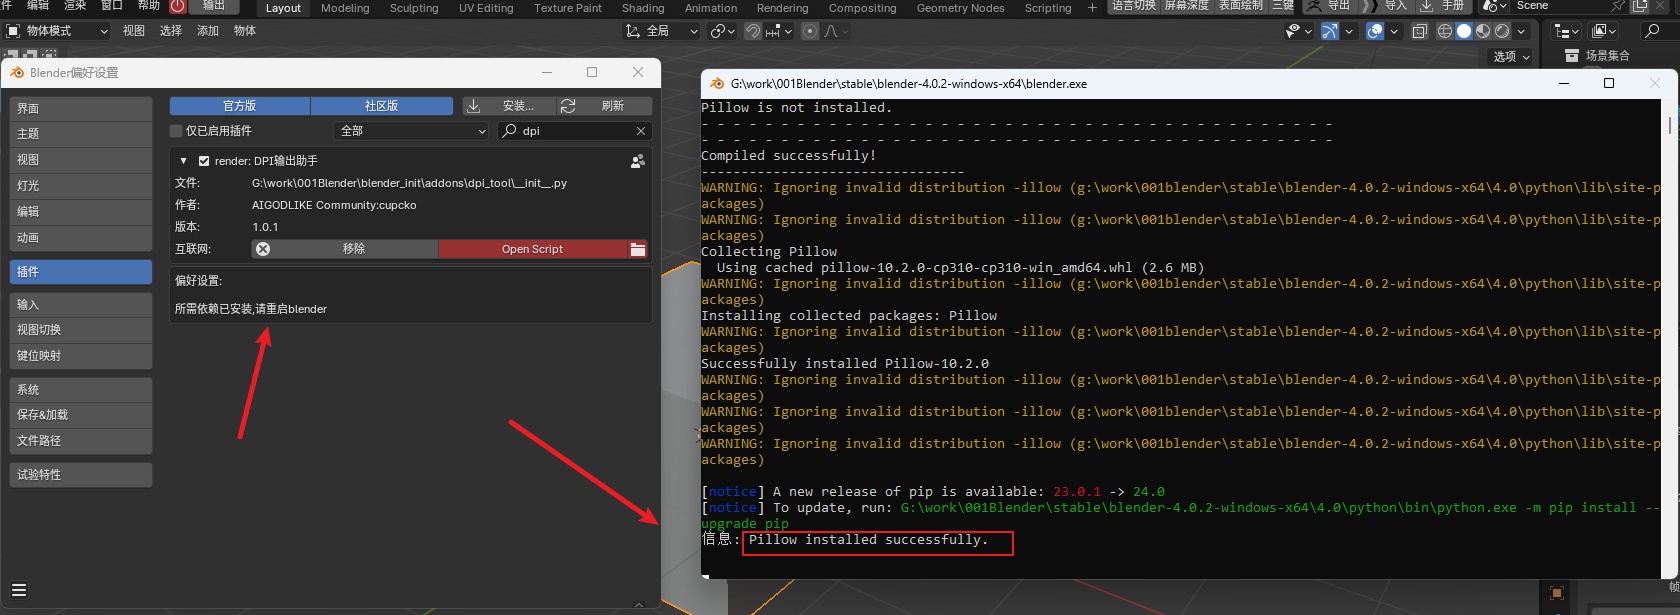 件 编辑 渲染 窗口 帮助 输出 Layout Modeling Sculpting UV Editing Texture Paint Shading Animation Rendering Compositing Geometry Nodes Scripting + 语言切换 屏幕深度 表面绘制 三键 导出 导入 手册 Scene
物体模式 视图 选择 添加 物体 全局
选项 场景集合
Blender偏好设置
界面
主题
视图
灯光
编辑
动画
插件
输入
视图切换
键位映射
系统
保存&加载
文件路径
试验特性
官方版 社区版 安装... 刷新
仅已启用插件 全部 dpi
render: DPI输出助手
文件: G:\work\001Blender\blender_init\addons\dpi_tool\__init__.py
作者: AIGODLIKE Community:cupcko
版本: 1.0.1
互联网: 移除 Open Script
偏好设置:
所需依赖已安装,请重启blender
G:\work\001Blender\stable\blender-4.0.2-windows-x64\blender.exe
Pillow is not installed.
- - - - - - - - - - - - - - - - - - - - - - - - - - - - - - - - - - - - - - - -
- - - - - - - - - - - - - - - - - - - - - - - - - - - - - - - - - - - - - - - -
Compiled successfully!
---------------------------------
WARNING: Ignoring invalid distribution -illow (g:\work\001blender\stable\blender-4.0.2-windows-x64\4.0\python\lib\site-p
ackages)
WARNING: Ignoring invalid distribution -illow (g:\work\001blender\stable\blender-4.0.2-windows-x64\4.0\python\lib\site-p
ackages)
Collecting Pillow
Using cached pillow-10.2.0-cp310-cp310-win_amd64.whl (2.6 MB)
WARNING: Ignoring invalid distribution -illow (g:\work\001blender\stable\blender-4.0.2-windows-x64\4.0\python\lib\site-p
ackages)
Installing collected packages: Pillow
WARNING: Ignoring invalid distribution -illow (g:\work\001blender\stable\blender-4.0.2-windows-x64\4.0\python\lib\site-p
ackages)
Successfully installed Pillow-10.2.0
WARNING: Ignoring invalid distribution -illow (g:\work\001blender\stable\blender-4.0.2-windows-x64\4.0\python\lib\site-p
ackages)
WARNING: Ignoring invalid distribution -illow (g:\work\001blender\stable\blender-4.0.2-windows-x64\4.0\python\lib\site-p
ackages)
WARNING: Ignoring invalid distribution -illow (g:\work\001blender\stable\blender-4.0.2-windows-x64\4.0\python\lib\site-p
ackages)
[notice] A new release of pip is available: 23.0.1 -> 24.0
[notice] To update, run: G:\work\001Blender\stable\blender-4.0.2-windows-x64\4.0\python\bin\python.exe -m pip install --
upgrade pip
信息: Pillow installed successfully.